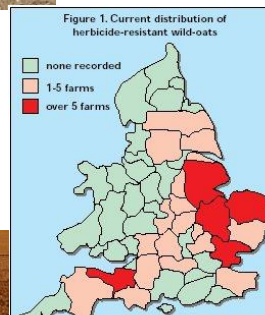 Figure 1. Current distribution of
herbicide-resistant wild-oats
none recorded
1-5 farms
over 5 farms